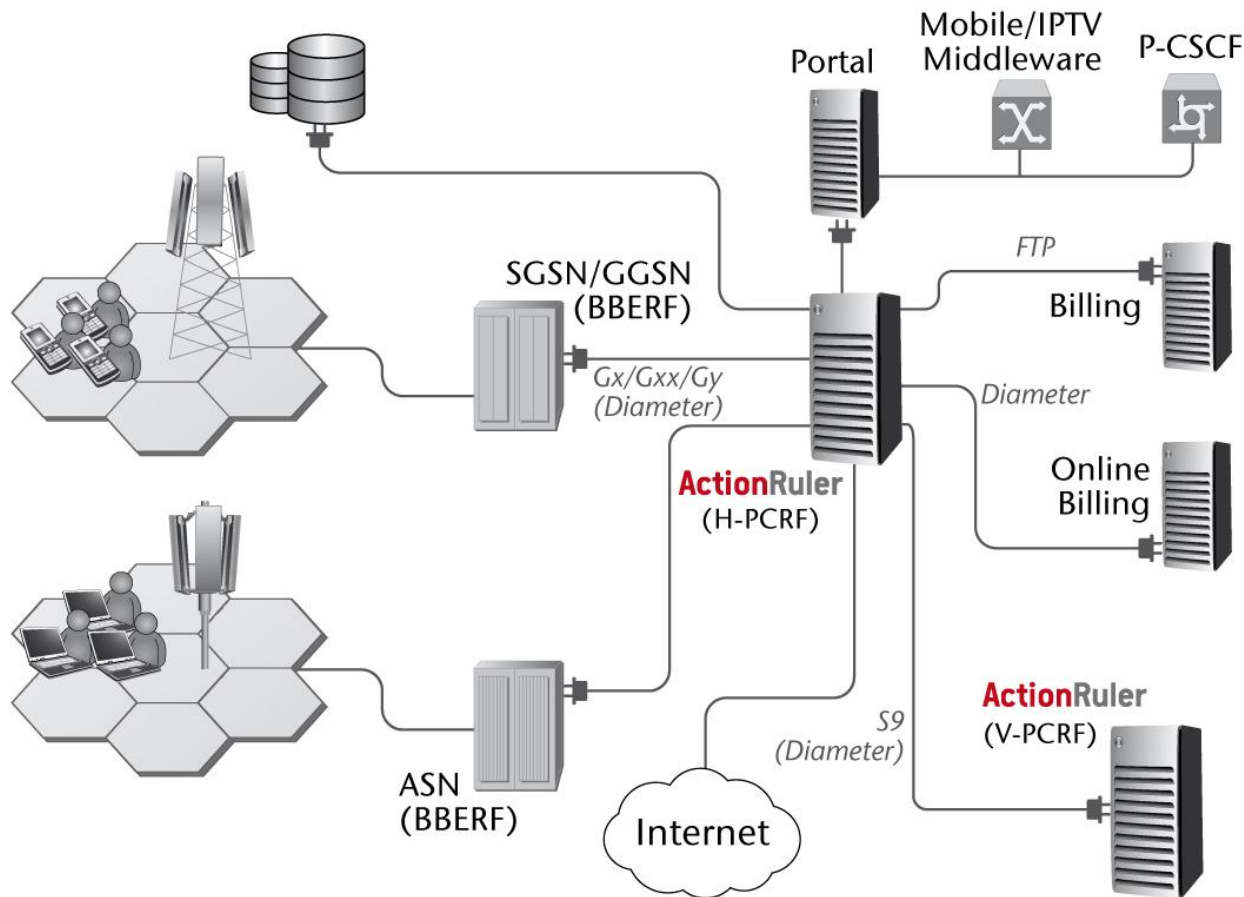 Mobile/IPTV
Middleware
P-CSCF
Portal
FTP
Billing
SGSN/GGSN
(BBERF)
Gx/Gxx/Gy
(Diameter)
Diameter
ActionRuler
(H-PCRF)
Online
Billing
ASN
(BBERF)
Internet
S9
(Diameter)
ActionRuler
(V-PCRF)